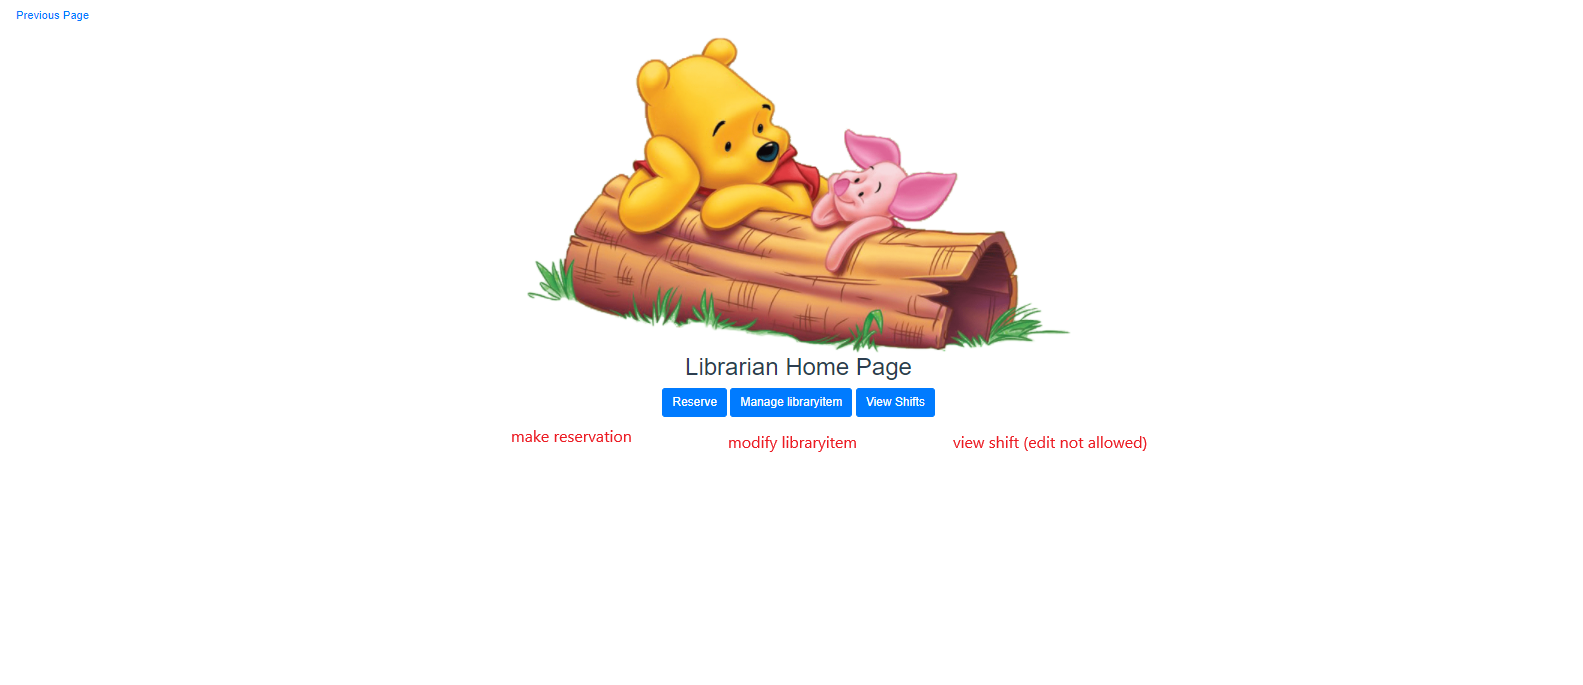 Previous Page
Librarian Home Page
Reserve Manage libraryitem View Shifts
make reservation modify libraryitem view shift (edit not allowed)